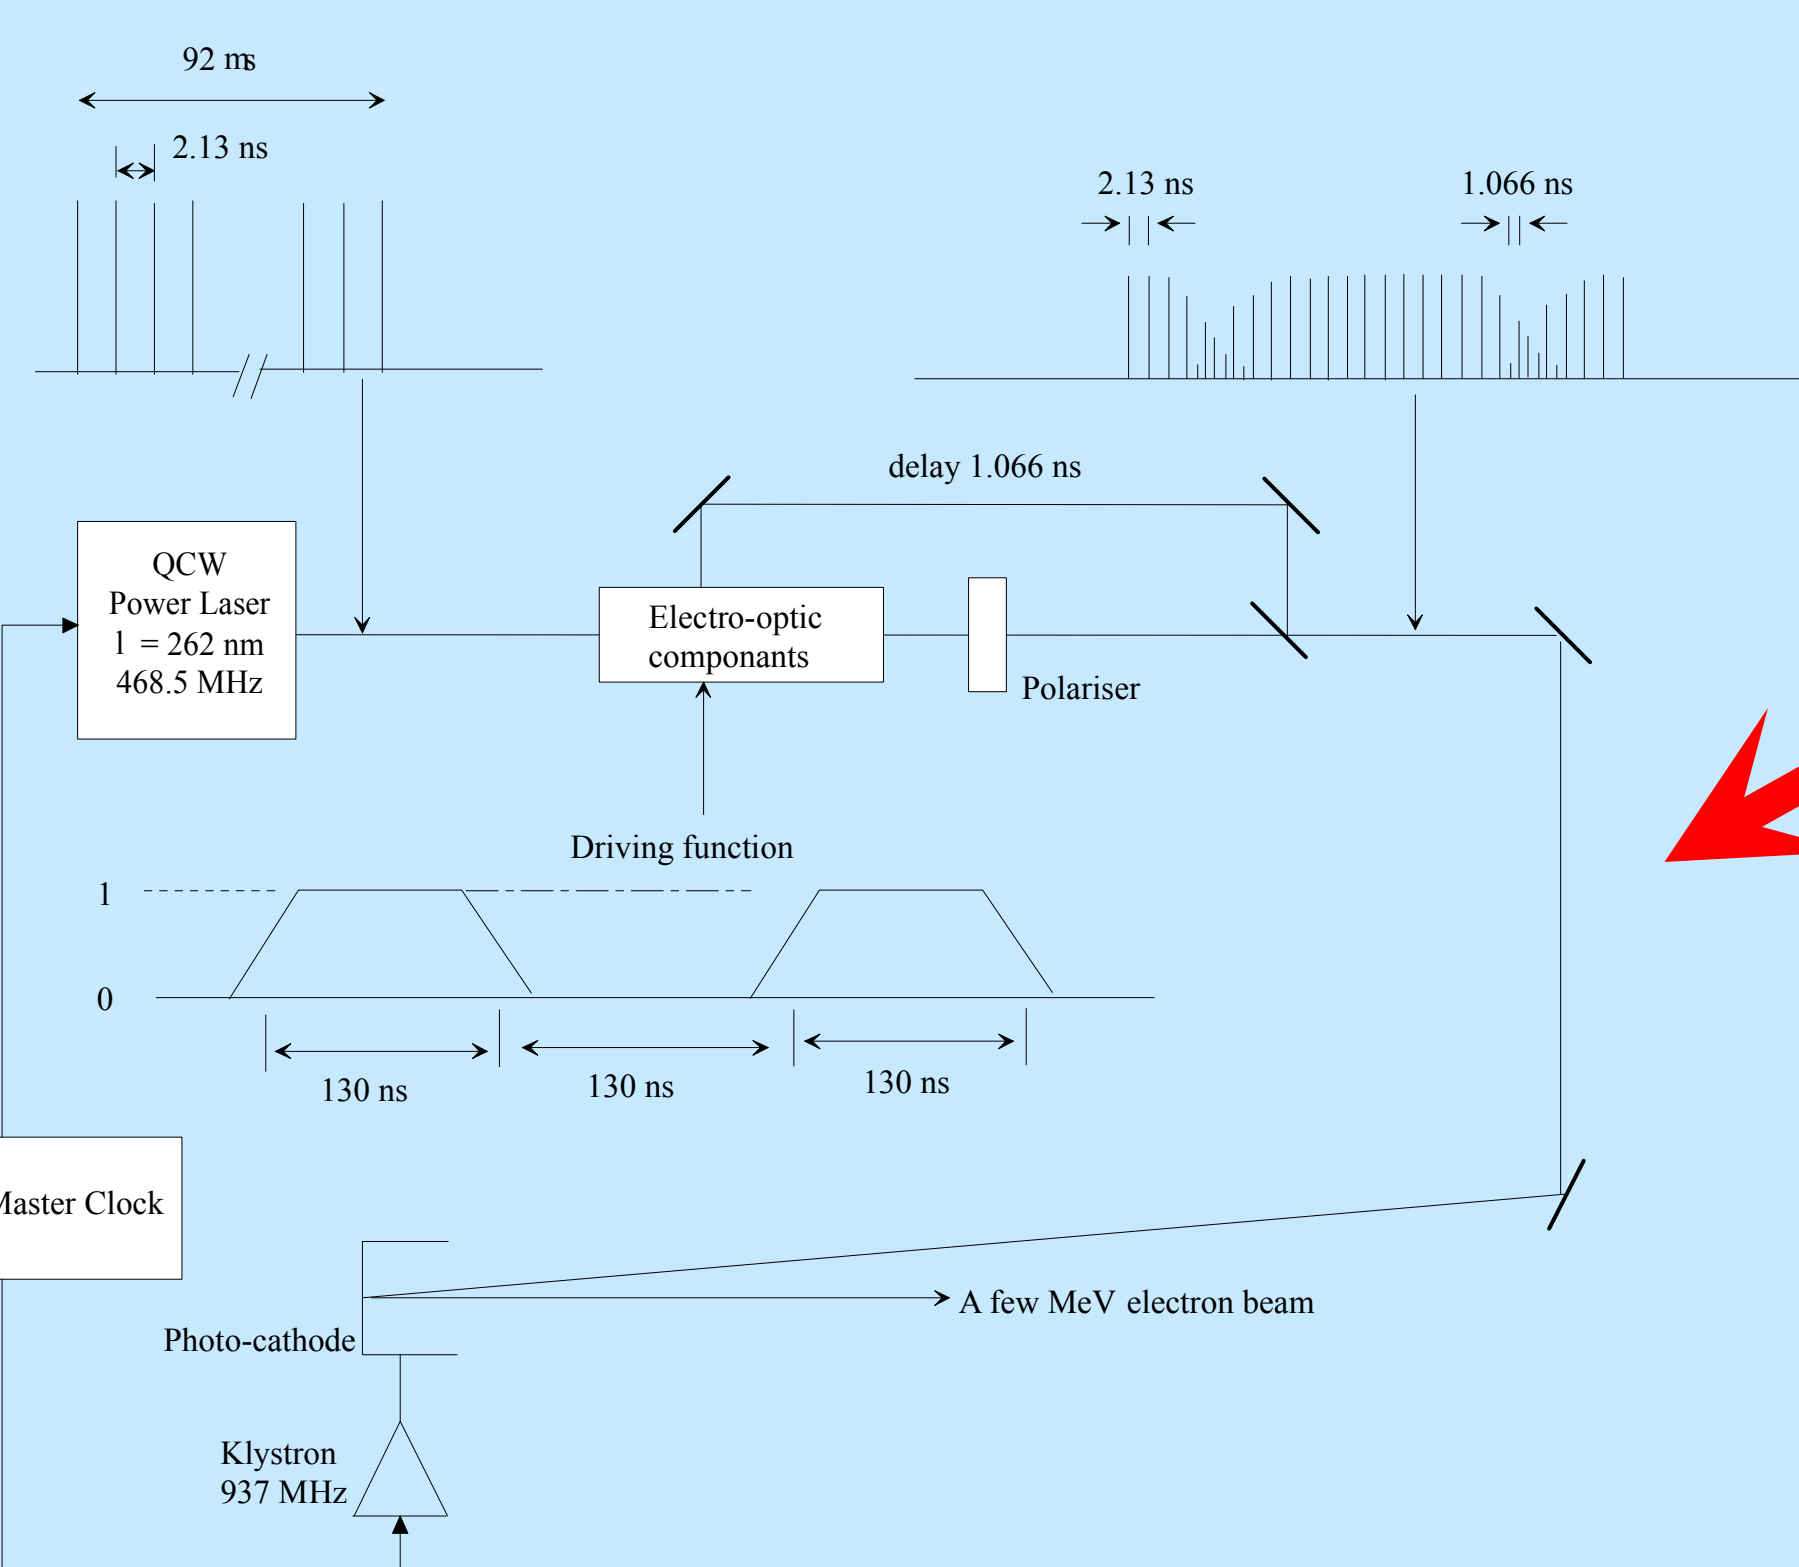 92 ms
2.13 ns
2.13 ns
1.066 ns
delay 1.066 ns
QCW
Power Laser
l = 262 nm
468.5 MHz
Electro-optic
componants
Polariser
Driving function
1
0
130 ns
130 ns
130 ns
Master Clock
A few MeV electron beam
Photo-cathode
Klystron
937 MHz